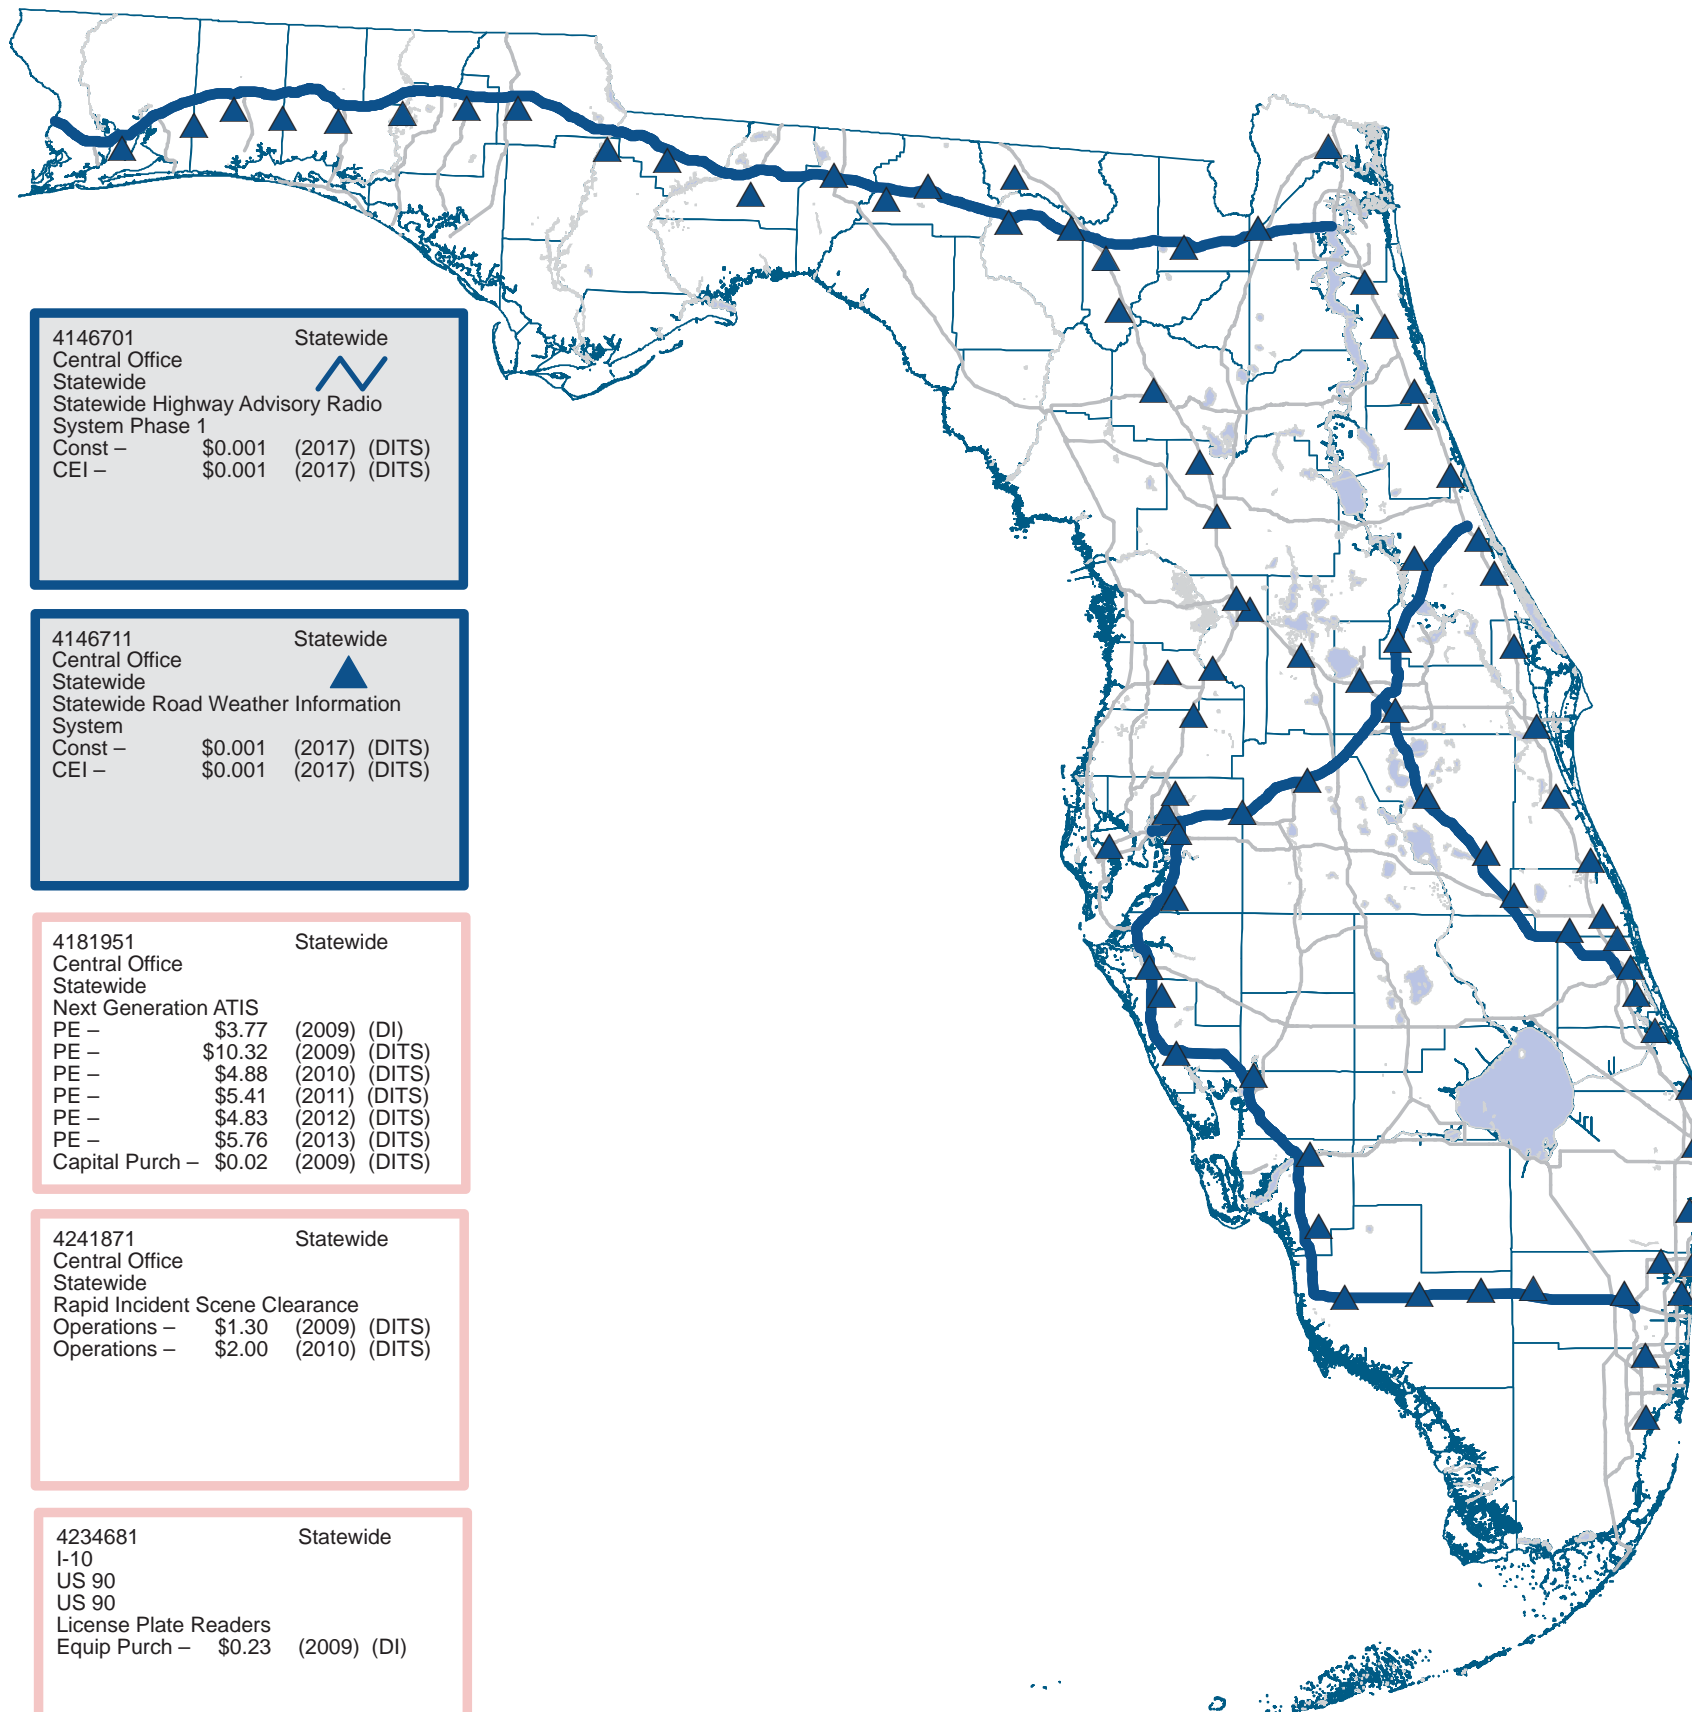 4146701 Statewide
Central Office
Statewide
Statewide Highway Advisory Radio
System Phase 1
Const – $0.001 (2017) (DITS)
CEI – $0.001 (2017) (DITS)
4146711 Statewide
Central Office
Statewide
Statewide Road Weather Information
System
Const – $0.001 (2017) (DITS)
CEI – $0.001 (2017) (DITS)
4181951 Statewide
Central Office
Statewide
Next Generation ATIS
PE – $3.77 (2009) (DI)
PE – $10.32 (2009) (DITS)
PE – $4.88 (2010) (DITS)
PE – $5.41 (2011) (DITS)
PE – $4.83 (2012) (DITS)
PE – $5.76 (2013) (DITS)
Capital Purch – $0.02 (2009) (DITS)
4241871 Statewide
Central Office
Statewide
Rapid Incident Scene Clearance
Operations – $1.30 (2009) (DITS)
Operations – $2.00 (2010) (DITS)
4234681 Statewide
I-10
US 90
US 90
License Plate Readers
Equip Purch – $0.23 (2009) (DI)